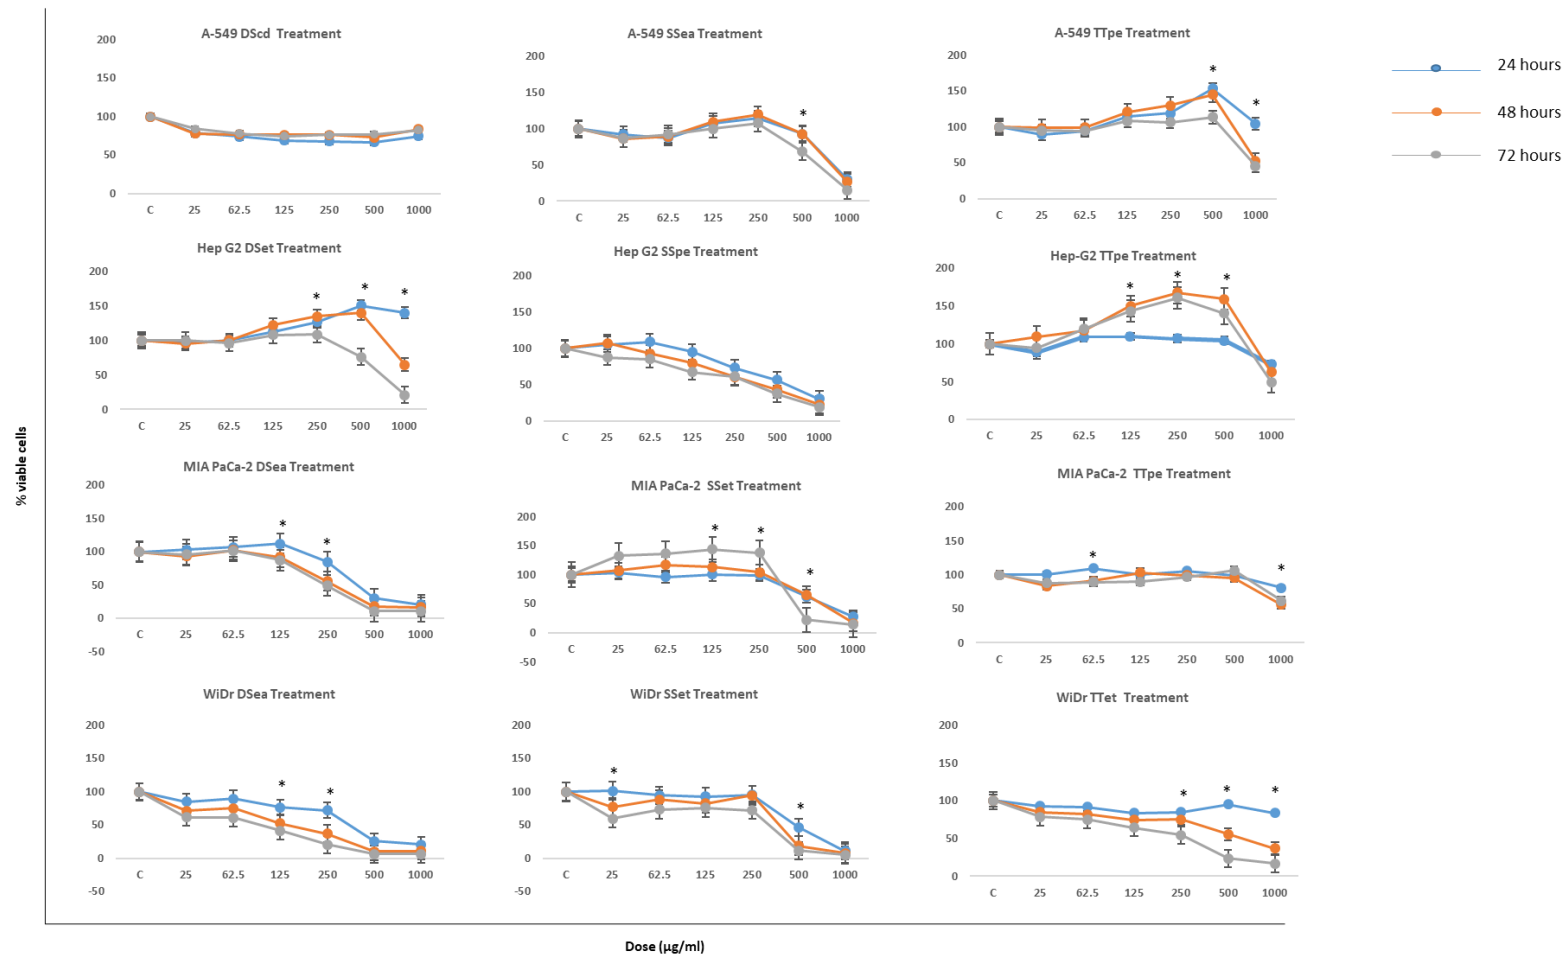 A-549 DScd Treatment
200
150
100
50
0
C 25 62.5 125 250 500 1000
A-549 SSea Treatment
200
150
100
50
0
*
C 25 62.5 125 250 500 1000
A-549 TTpe Treatment
200
150
100
50
0
* *
C 25 62.5 125 250 500 1000
24 hours
48 hours
72 hours
Hep G2 DSet Treatment
200
150
100
50
0
* * *
C 25 62.5 125 250 500 1000
Hep G2 SSpe Treatment
200
150
100
50
0
C 25 62.5 125 250 500 1000
Hep-G2 TTpe Treatment
200
150
100
50
0
* * *
C 25 62.5 125 250 500 1000
% viable cells
MIA PaCa-2 DSea Treatment
200
150
100
50
0
-50
* *
C 25 62.5 125 250 500 1000
MIA PaCa-2 SSet Treatment
200
150
100
50
0
-50
* * *
C 25 62.5 125 250 500 1000
MIA PaCa-2 TTpe Treatment
200
150
100
50
0
* *
C 25 62.5 125 250 500 1000
WiDr DSea Treatment
200
150
100
50
0
-50
* *
C 25 62.5 125 250 500 1000
WiDr SSet Treatment
200
150
100
50
0
-50
* *
C 25 62.5 125 250 500 1000
WiDr TTet Treatment
200
150
100
50
0
* * *
C 25 62.5 125 250 500 1000
Dose (µg/ml)